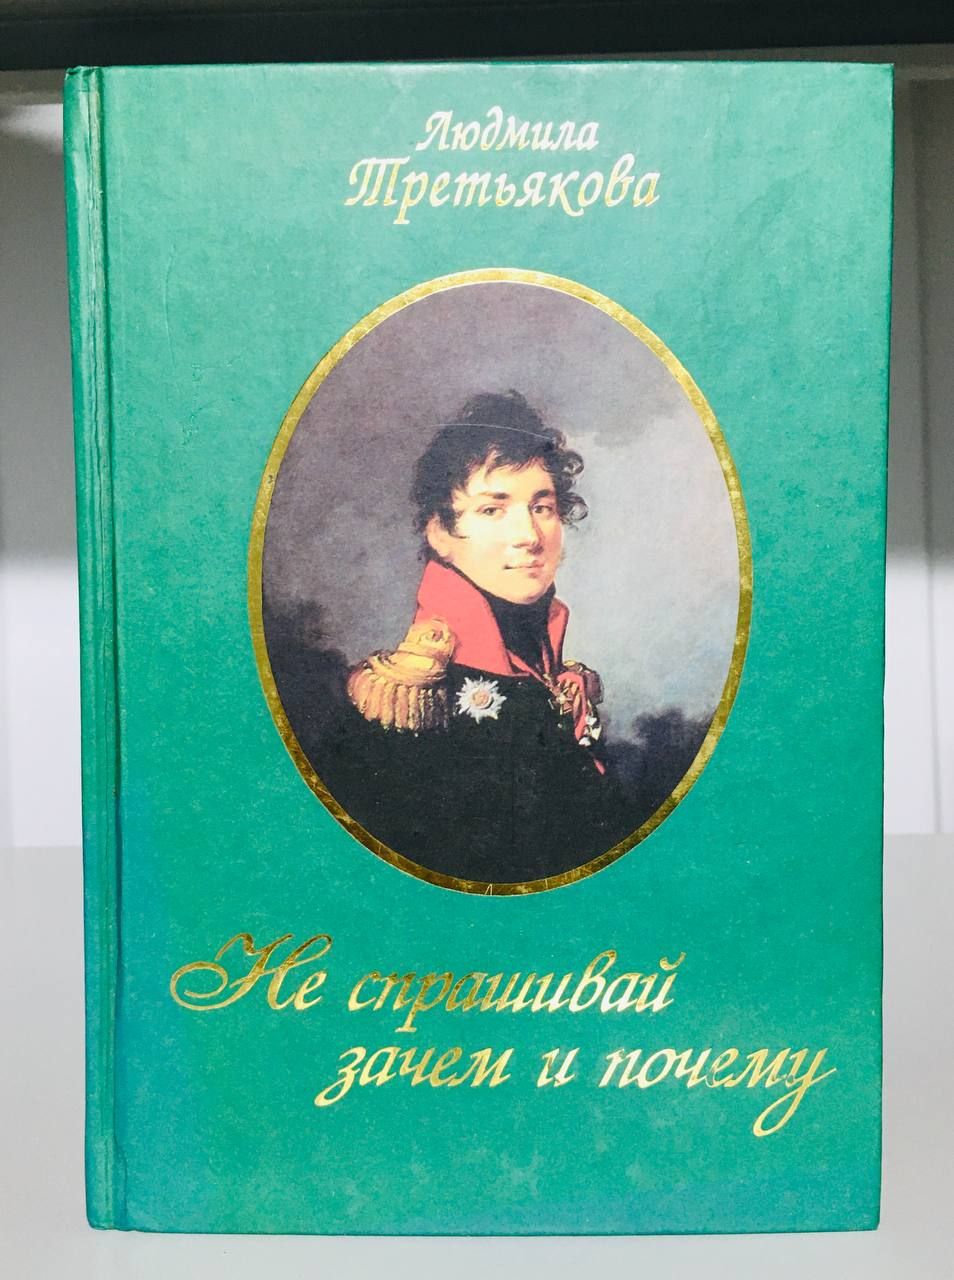 Людмила
Третьякова
Не спрашивай
зачем и почему